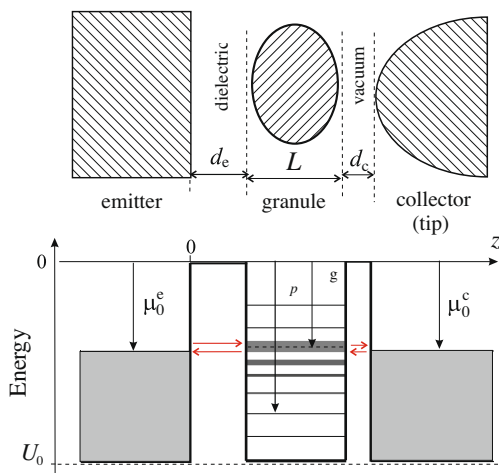 dielectric
vacuum
d_e
L
d_c
emitter
granule
collector
(tip)
0
z
0
p
g
μ_0^e
μ_0^c
Energy
U_0